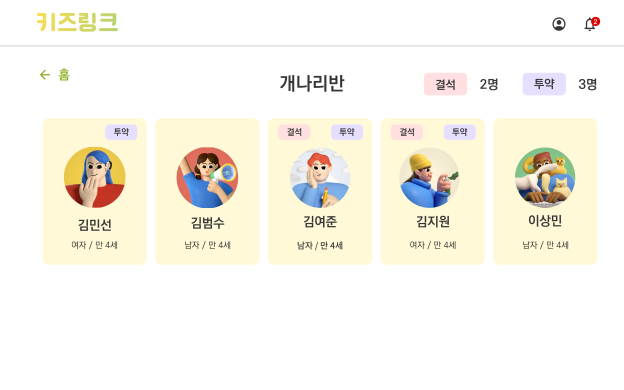 키즈링크
2
홈
개나리반
결석 2명 투약 3명
투약
김민선
여자 / 만 4세
김범수
남자 / 만 4세
결석 투약
김여준
남자 / 만 4세
결석 투약
김지원
여자 / 만 4세
이상민
남자 / 만 4세